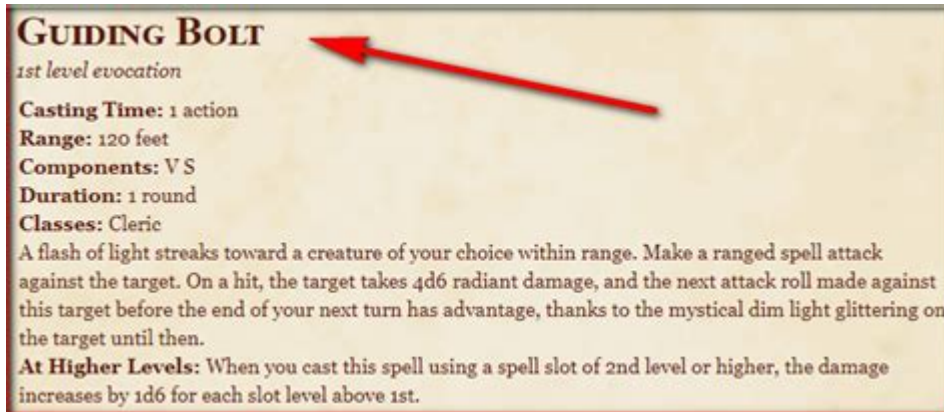 Guiding Bolt
1st level evocation
Casting Time: 1 action
Range: 120 feet
Components: V S
Duration: 1 round
Classes: Cleric
A flash of light streaks toward a creature of your choice within range. Make a ranged spell attack
against the target. On a hit, the target takes 4d6 radiant damage, and the next attack roll made against
this target before the end of your next turn has advantage, thanks to the mystical dim light glittering on
the target until then.
At Higher Levels: When you cast this spell using a spell slot of 2nd level or higher, the damage
increases by 1d6 for each slot level above 1st.